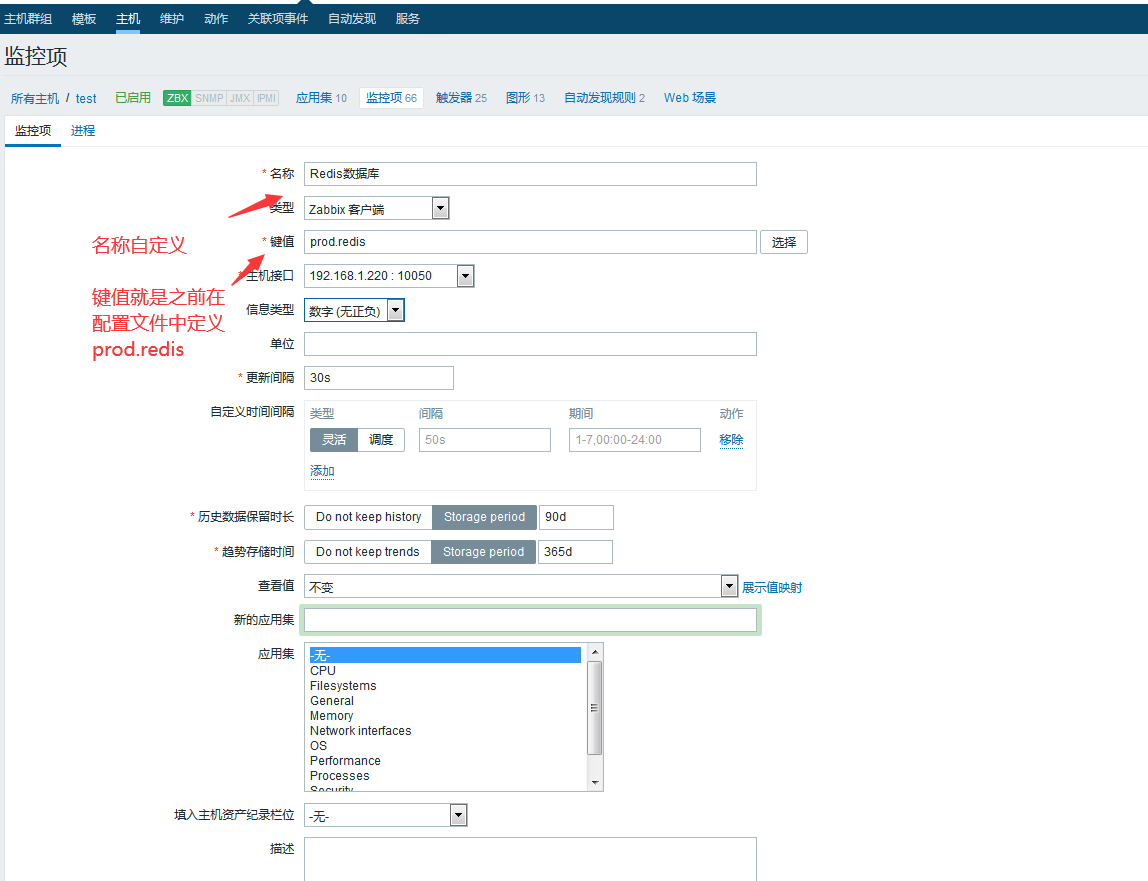 主机群组 模板 主机 维护 动作 关联项事件 自动发现 服务
监控项
所有主机 / test 已启用 ZBX SNMP JMX IPMI 应用集 10 监控项 66 触发器 25 图形 13 自动发现规则 2 Web 场景
监控项 进程
* 名称 Redis数据库
类型 Zabbix 客户端
名称自定义
* 键值 prod.redis 选择
* 主机接口 192.168.1.220 : 10050
键值就是之前在
配置文件中定义
prod.redis
信息类型 数字 (无正负)
单位
* 更新间隔 30s
自定义时间间隔 类型 间隔 期间 动作
灵活 调度 50s 1-7,00:00-24:00 移除
添加
* 历史数据保留时长 Do not keep history Storage period 90d
* 趋势存储时间 Do not keep trends Storage period 365d
查看值 不变 展示值映射
新的应用集
应用集 -无-
CPU
Filesystems
General
Memory
Network interfaces
OS
Performance
Processes
Security
填入主机资产纪录栏位 -无-
描述